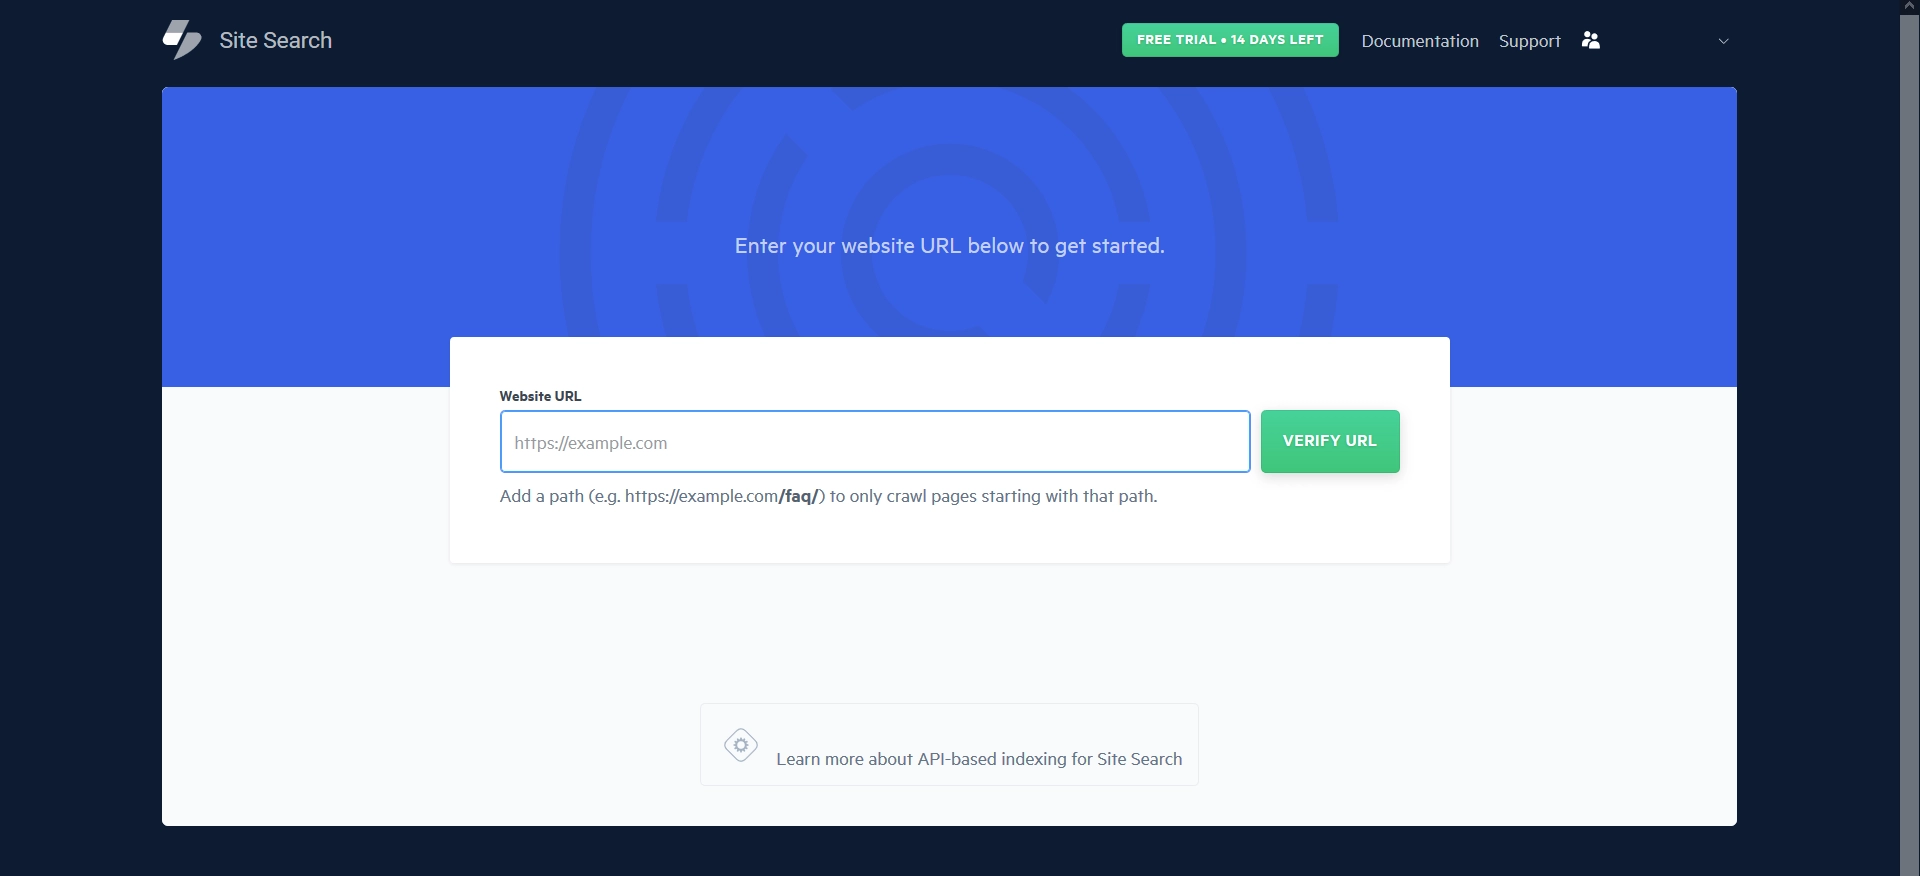 Site Search
FREE TRIAL • 14 DAYS LEFT
Documentation
Support
Enter your website URL below to get started.
Website URL
https://example.com
VERIFY URL
Add a path (e.g. https://example.com/faq/) to only crawl pages starting with that path.
Learn more about API-based indexing for Site Search